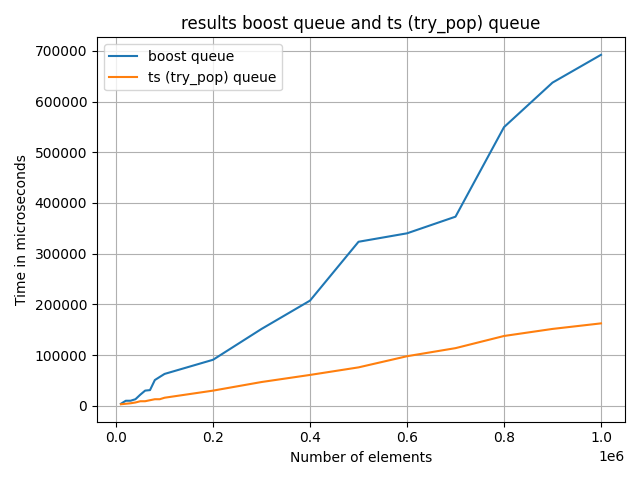 results boost queue and ts (try_pop) queue
boost queue
ts (try_pop) queue
Time in microseconds
700000
600000
500000
400000
300000
200000
100000
0
0.0 0.2 0.4 0.6 0.8 1.0
1e6
Number of elements